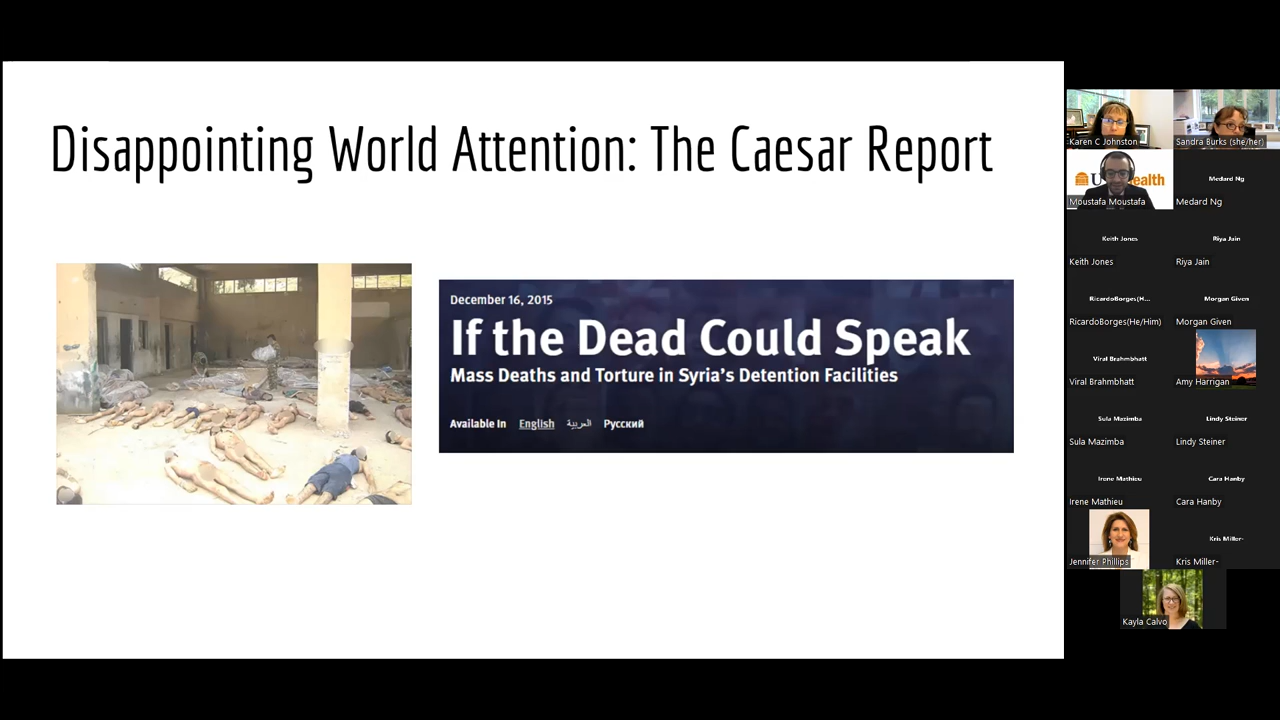 Disappointing World Attention: The Caesar Report
December 16, 2015
If the Dead Could Speak
Mass Deaths and Torture in Syria's Detention Facilities
Available In English العربية Русский
Karen C Johnston
Sandra Burks (she/her)
Moustafa Moustafa
Medard Ng
Medard Ng
Keith Jones
Keith Jones
Riya Jain
Riya Jain
RicardoBorges(H...
RicardoBorges(He/Him)
Morgan Given
Morgan Given
Viral Brahmbhatt
Viral Brahmbhatt
Amy Harrigan
Sula Mazimba
Sula Mazimba
Lindy Steiner
Lindy Steiner
Irene Mathieu
Irene Mathieu
Cara Hanby
Cara Hanby
Jennifer Phillips
Kris Miller-
Kris Miller-
Kayla Calvo